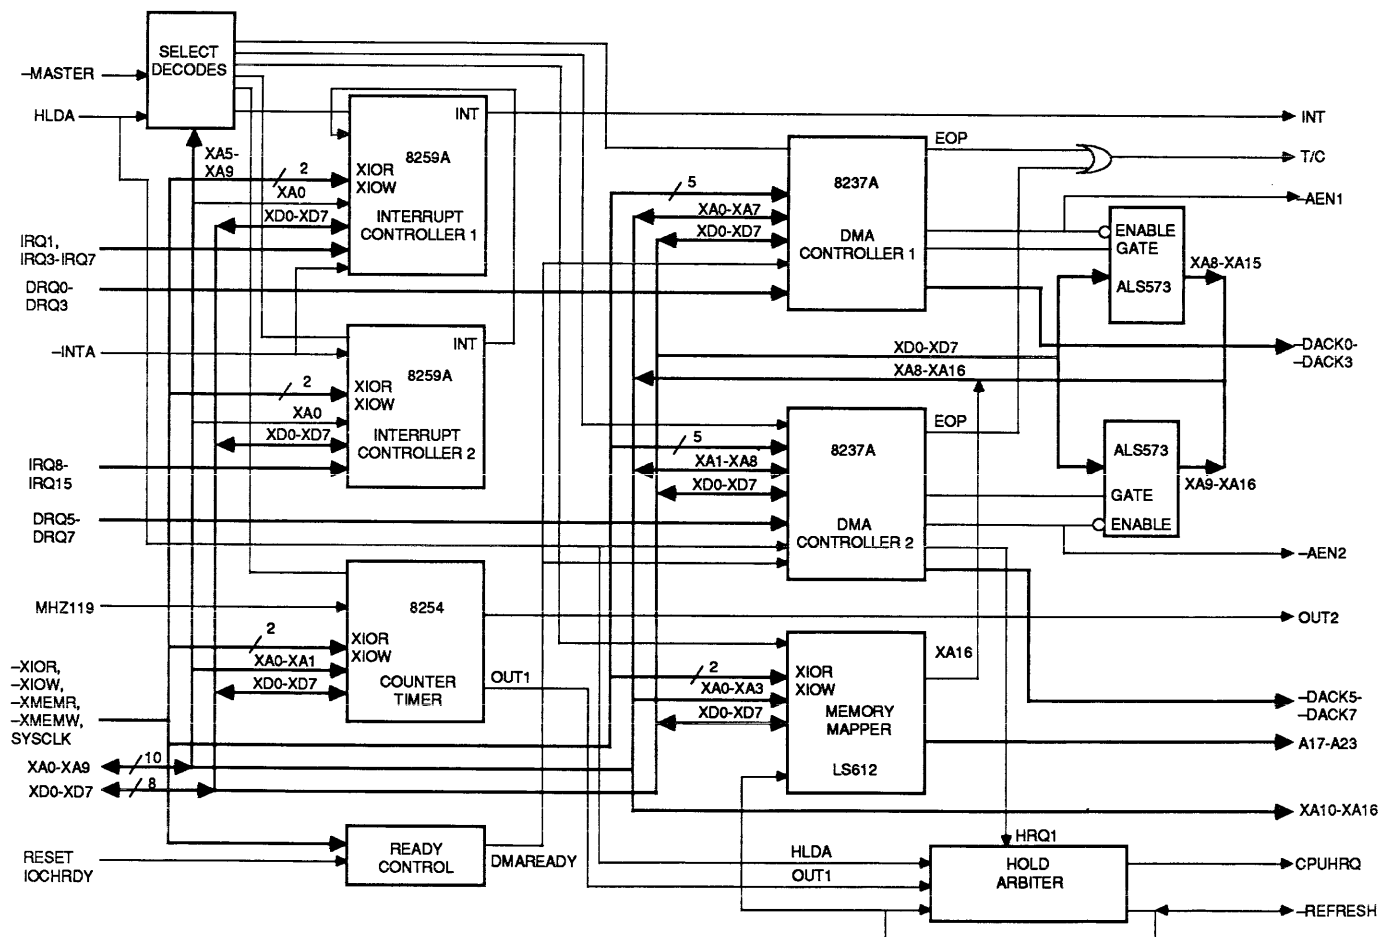 SELECT
DECODES
–MASTER
HLDA
XA5-
XA9
2
XIOR
XIOW
XA0
XD0-XD7
INT
8259A
INTERRUPT
CONTROLLER 1
IRQ1,
IRQ3-IRQ7
DRQ0-
DRQ3
–INTA
INT
8259A
2
XIOR
XIOW
XA0
XD0-XD7
INTERRUPT
CONTROLLER 2
IRQ8-
IRQ15
DRQ5-
DRQ7
MHZ119
8254
2
XIOR
XIOW
XA0-XA1
XD0-XD7
COUNTER
TIMER
OUT1
–XIOR,
–XIOW,
–XMEMR,
–XMEMW,
SYSCLK
XA0-XA9
10
XD0-XD7
8
RESET
IOCHRDY
READY
CONTROL
DMAREADY
5
XA0-XA7
XD0-XD7
8237A
DMA
CONTROLLER 1
EOP
INT
T/C
–AEN1
ENABLE
GATE
ALS573
XA8-XA15
XD0-XD7
XA8-XA16
–DACK0-
–DACK3
5
XA1-XA8
XD0-XD7
8237A
DMA
CONTROLLER 2
EOP
ALS573
GATE
ENABLE
XA9-XA16
–AEN2
OUT2
2
XA0-XA3
XD0-XD7
XIOR
XIOW
MEMORY
MAPPER
LS612
XA16
–DACK5-
–DACK7
A17-A23
XA10-XA16
HRQ1
HLDA
OUT1
HOLD
ARBITER
CPUHRQ
–REFRESH